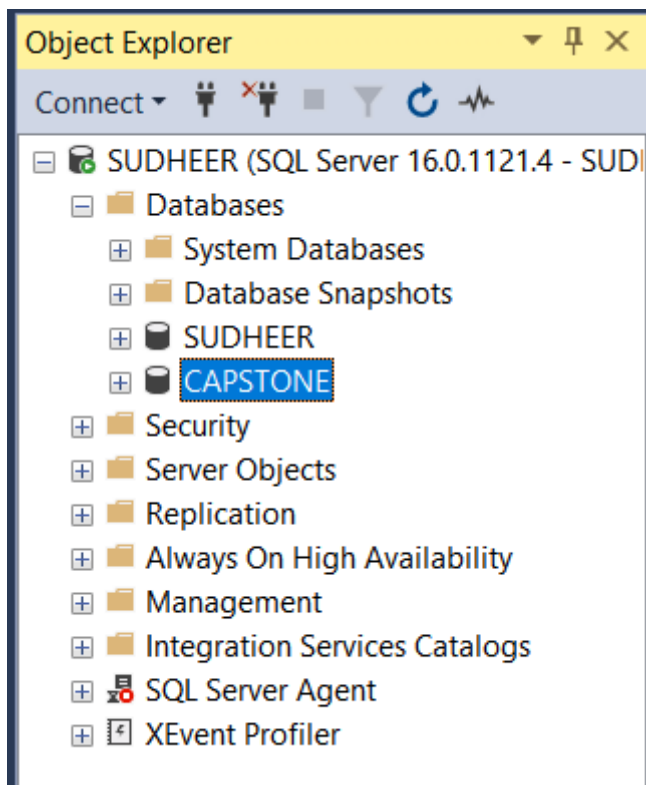 Object Explorer
Connect
SUDHEER (SQL Server 16.0.1121.4 - SUD
Databases
System Databases
Database Snapshots
SUDHEER
CAPSTONE
Security
Server Objects
Replication
Always On High Availability
Management
Integration Services Catalogs
SQL Server Agent
XEvent Profiler